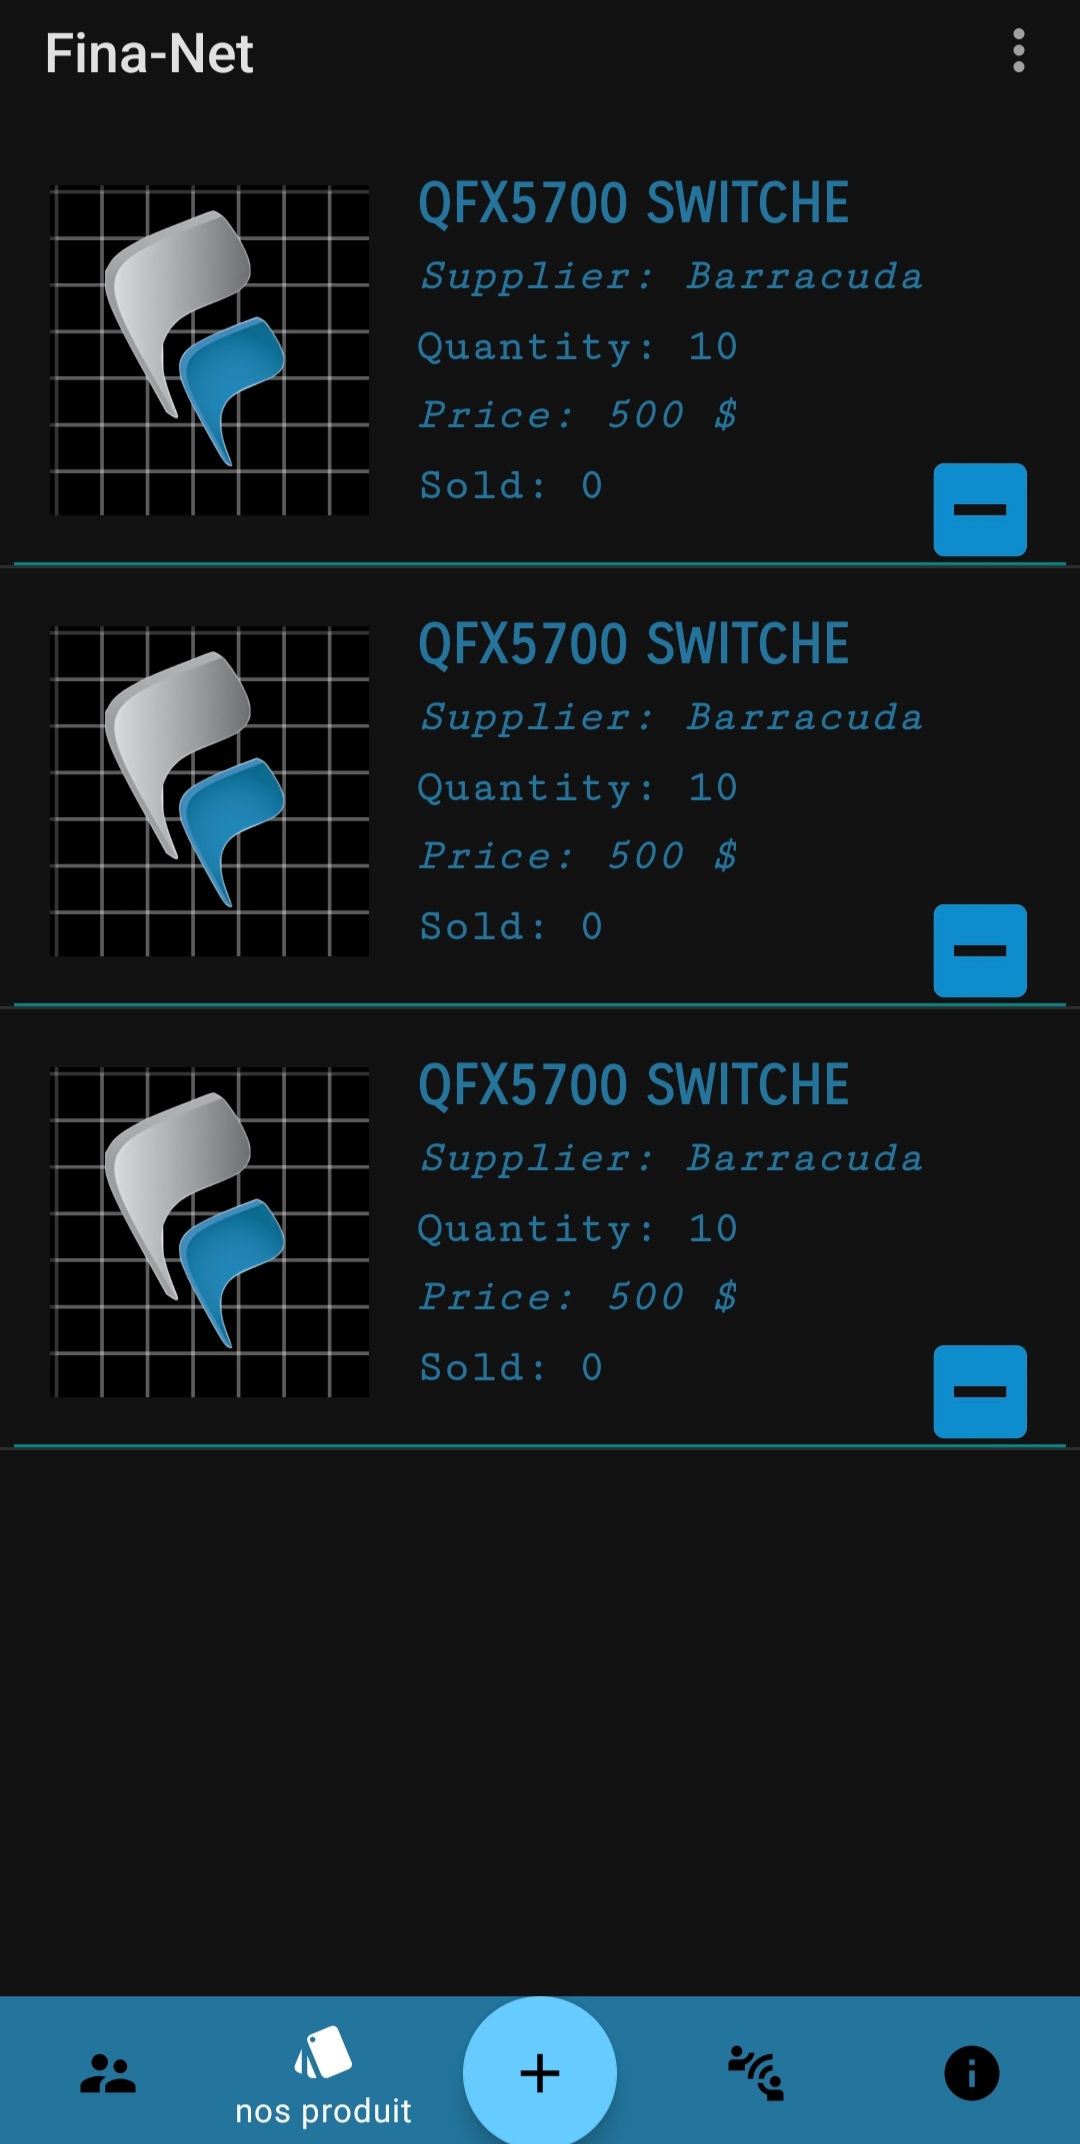 Fina-Net
QFX5700 SWITCHE
Supplier: Barracuda
Quantity: 10
Price: 500 $
Sold: 0
QFX5700 SWITCHE
Supplier: Barracuda
Quantity: 10
Price: 500 $
Sold: 0
QFX5700 SWITCHE
Supplier: Barracuda
Quantity: 10
Price: 500 $
Sold: 0
nos produit